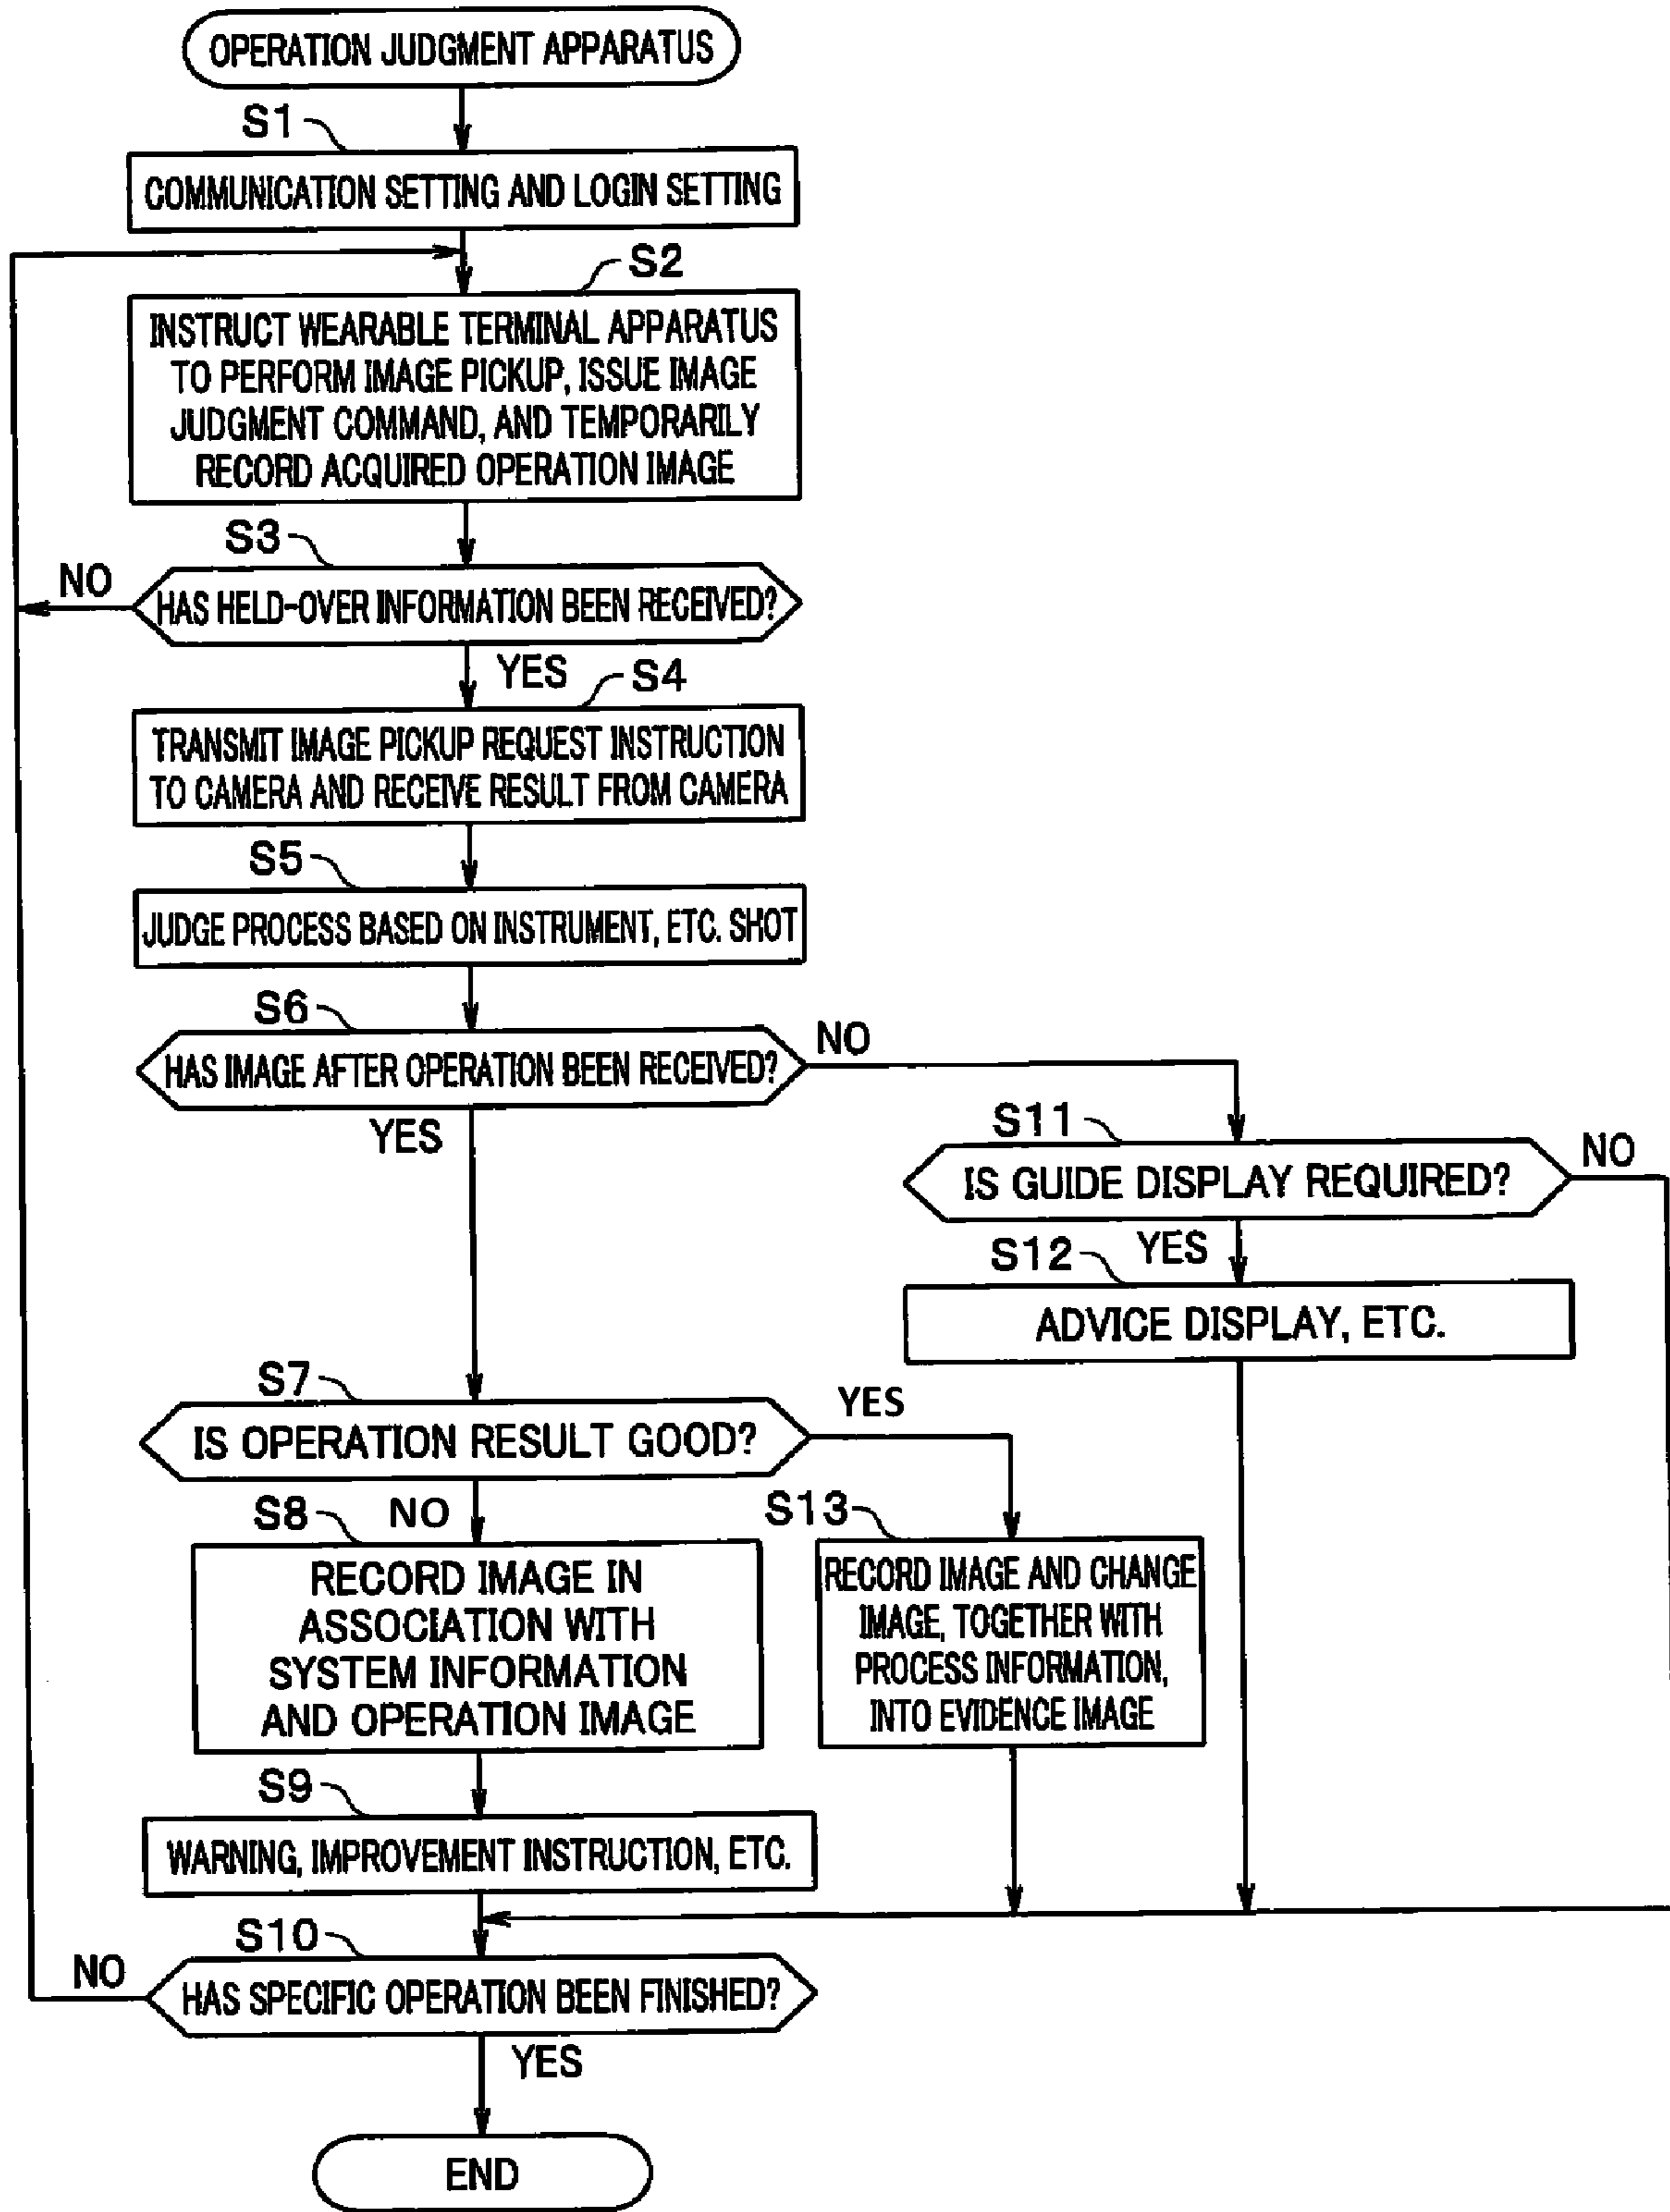 OPERATION JUDGMENT APPARATUS
S1
COMMUNICATION SETTING AND LOGIN SETTING
S2
INSTRUCT WEARABLE TERMINAL APPARATUS
TO PERFORM IMAGE PICKUP, ISSUE IMAGE
JUDGMENT COMMAND, AND TEMPORARILY
RECORD ACQUIRED OPERATION IMAGE
S3
NO
HAS HELD-OVER INFORMATION BEEN RECEIVED?
YES
S4
TRANSMIT IMAGE PICKUP REQUEST INSTRUCTION
TO CAMERA AND RECEIVE RESULT FROM CAMERA
S5
JUDGE PROCESS BASED ON INSTRUMENT, ETC. SHOT
S6
NO
HAS IMAGE AFTER OPERATION BEEN RECEIVED?
YES
S11
NO
IS GUIDE DISPLAY REQUIRED?
YES
S12
ADVICE DISPLAY, ETC.
S7
YES
IS OPERATION RESULT GOOD?
NO
S8
RECORD IMAGE IN
ASSOCIATION WITH
SYSTEM INFORMATION
AND OPERATION IMAGE
S13
RECORD IMAGE AND CHANGE
IMAGE, TOGETHER WITH
PROCESS INFORMATION,
INTO EVIDENCE IMAGE
S9
WARNING, IMPROVEMENT INSTRUCTION, ETC.
S10
NO
HAS SPECIFIC OPERATION BEEN FINISHED?
YES
END